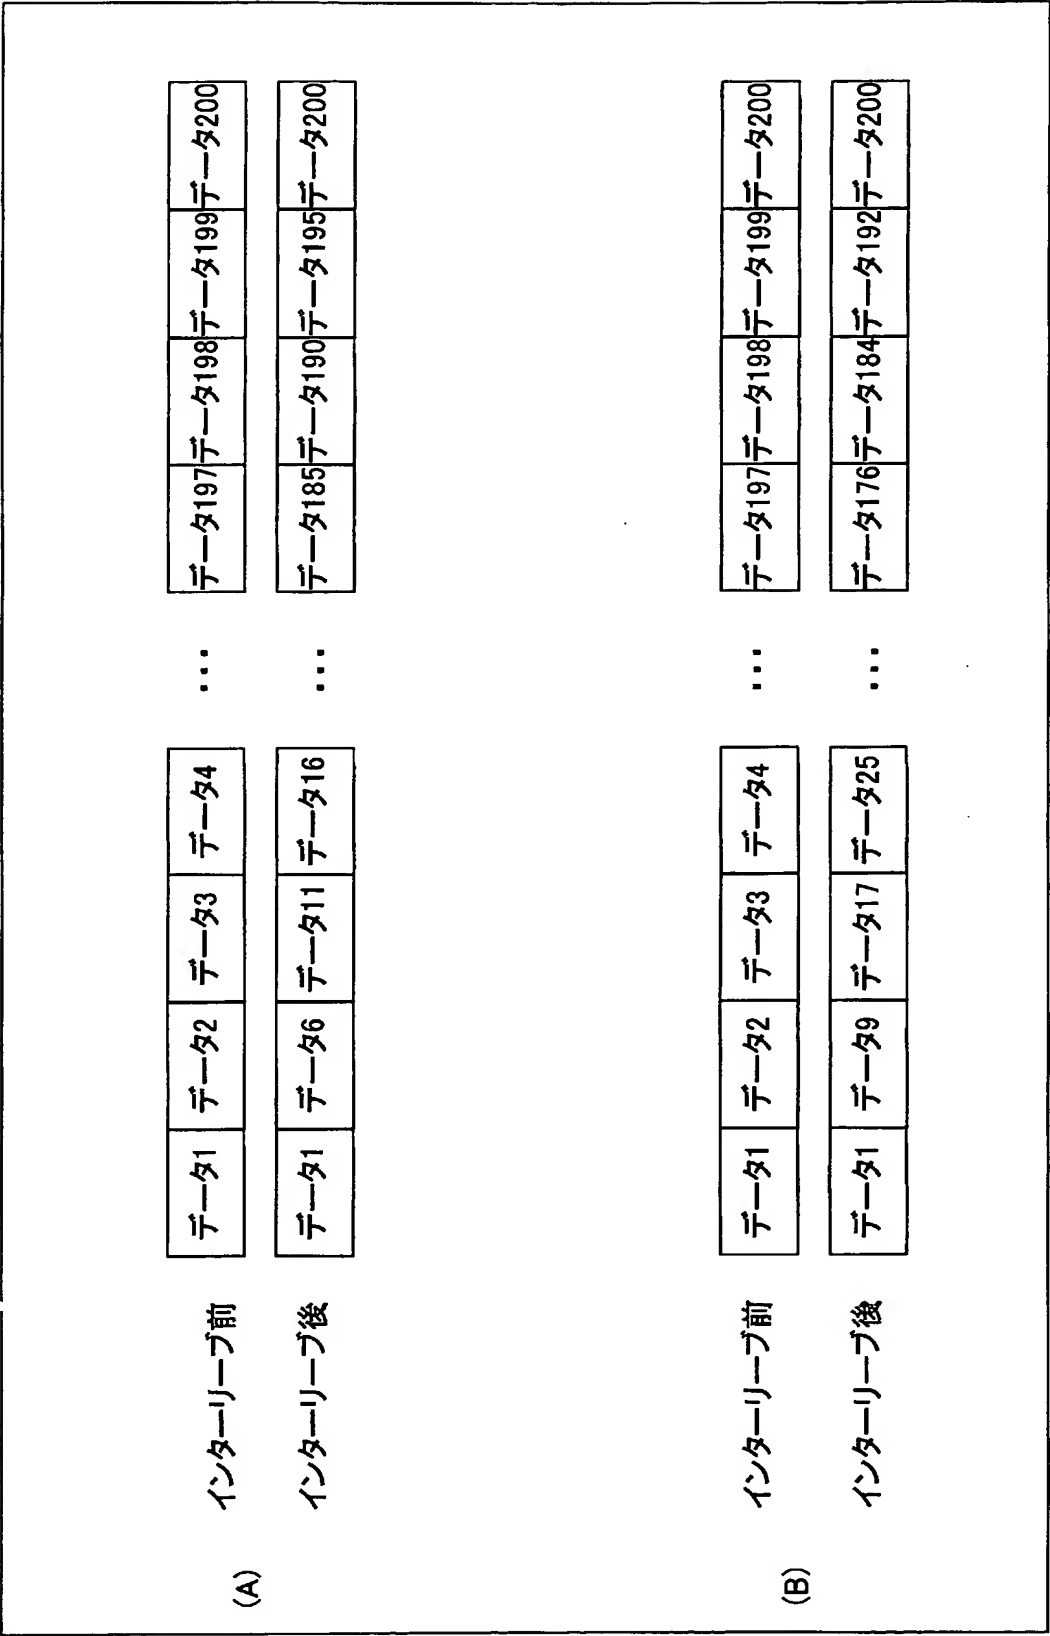 (A)
インターリーブ前 データ1 データ2 データ3 データ4 ... データ197 データ198 データ199 データ200
インターリーブ後 データ1 データ6 データ11 データ16 ... データ185 データ190 データ195 データ200
(B)
インターリーブ前 データ1 データ2 データ3 データ4 ... データ197 データ198 データ199 データ200
インターリーブ後 データ1 データ9 データ17 データ25 ... データ176 データ184 データ192 データ200